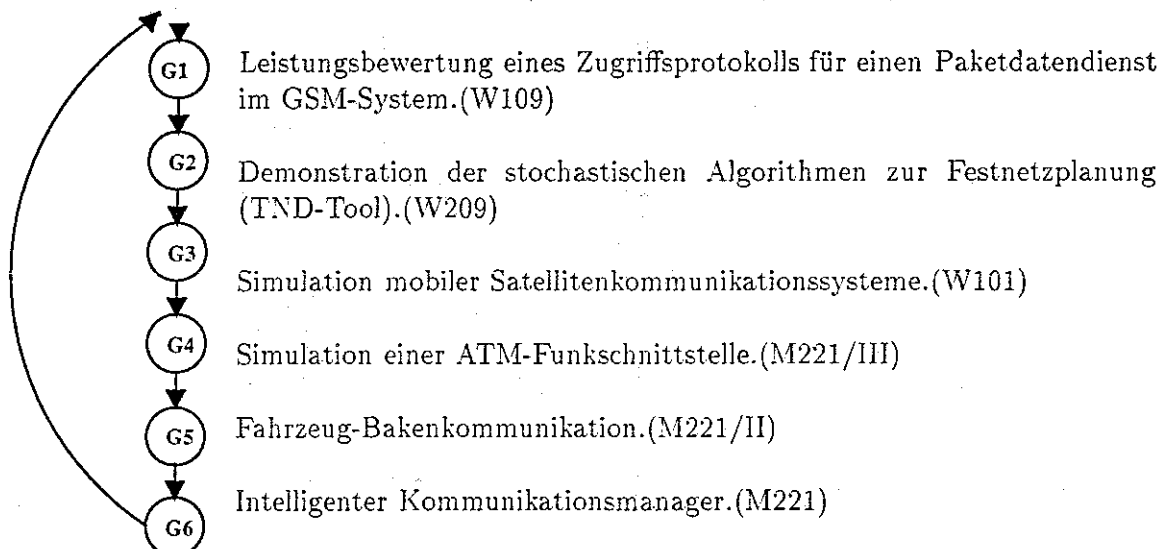 G1 Leistungsbewertung eines Zugriffsprotokolls für einen Paketdatendienst
im GSM-System.(W109)
G2
Demonstration der stochastischen Algorithmen zur Festnetzplanung
(TND-Tool).(W209)
G3
Simulation mobiler Satellitenkommunikationssysteme.(W101)
G4
Simulation einer ATM-Funkschnittstelle.(M221/III)
G5 Fahrzeug-Bakenkommunikation.(M221/II)
Intelligenter Kommunikationsmanager.(M221)
G6